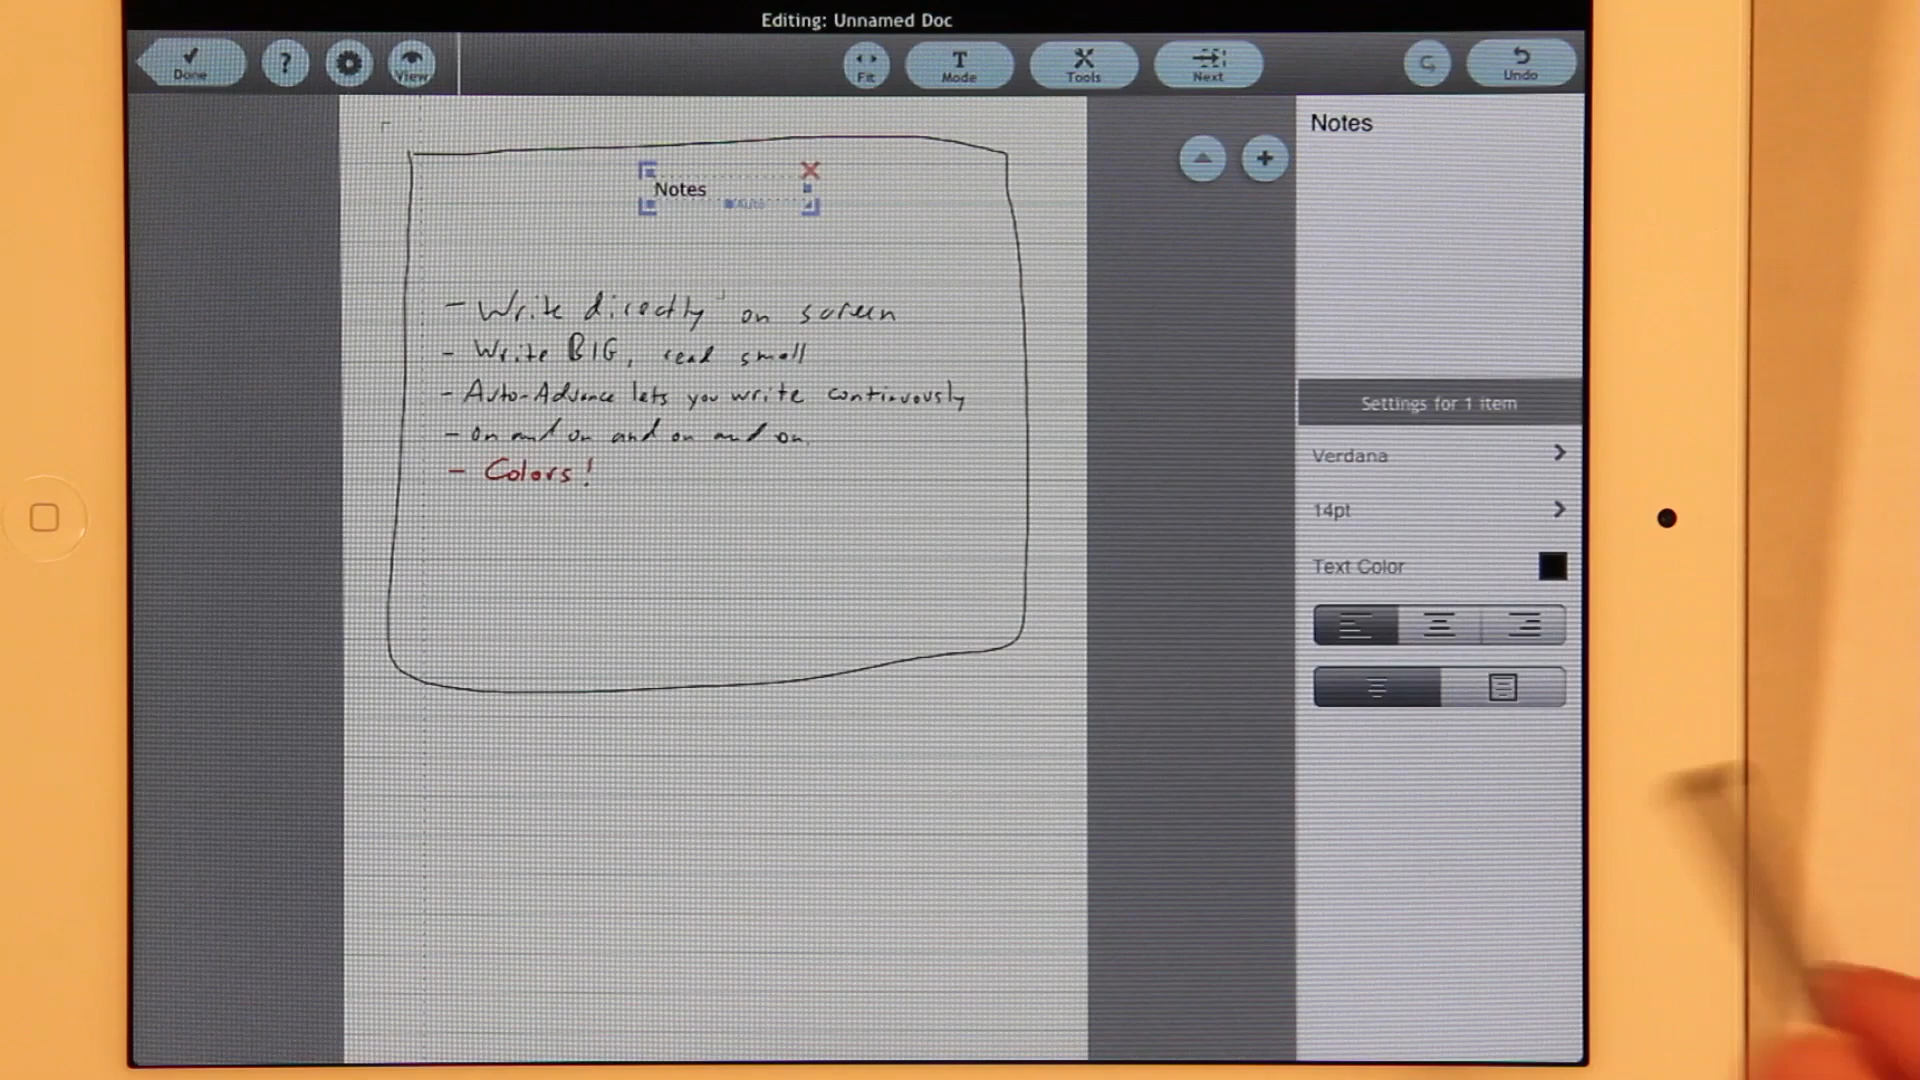 Editing: Unnamed Doc
Done
?
View
Fit
T
Mode
Tools
Next
Undo
Notes
Notes
Auto
- Write directly on screen
- Write BIG, read small
- Auto-Advance lets you write continuously
- On and on and on and on.
- Colors!
Settings for 1 item
Verdana
14pt
Text Color